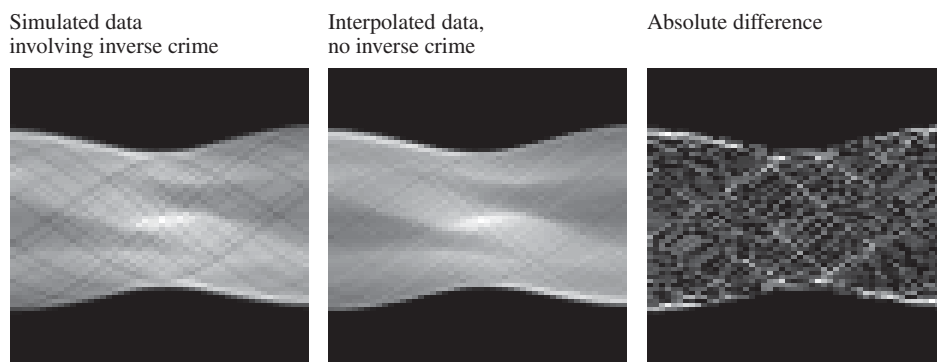 Simulated data
involving inverse crime
Interpolated data,
no inverse crime
Absolute difference